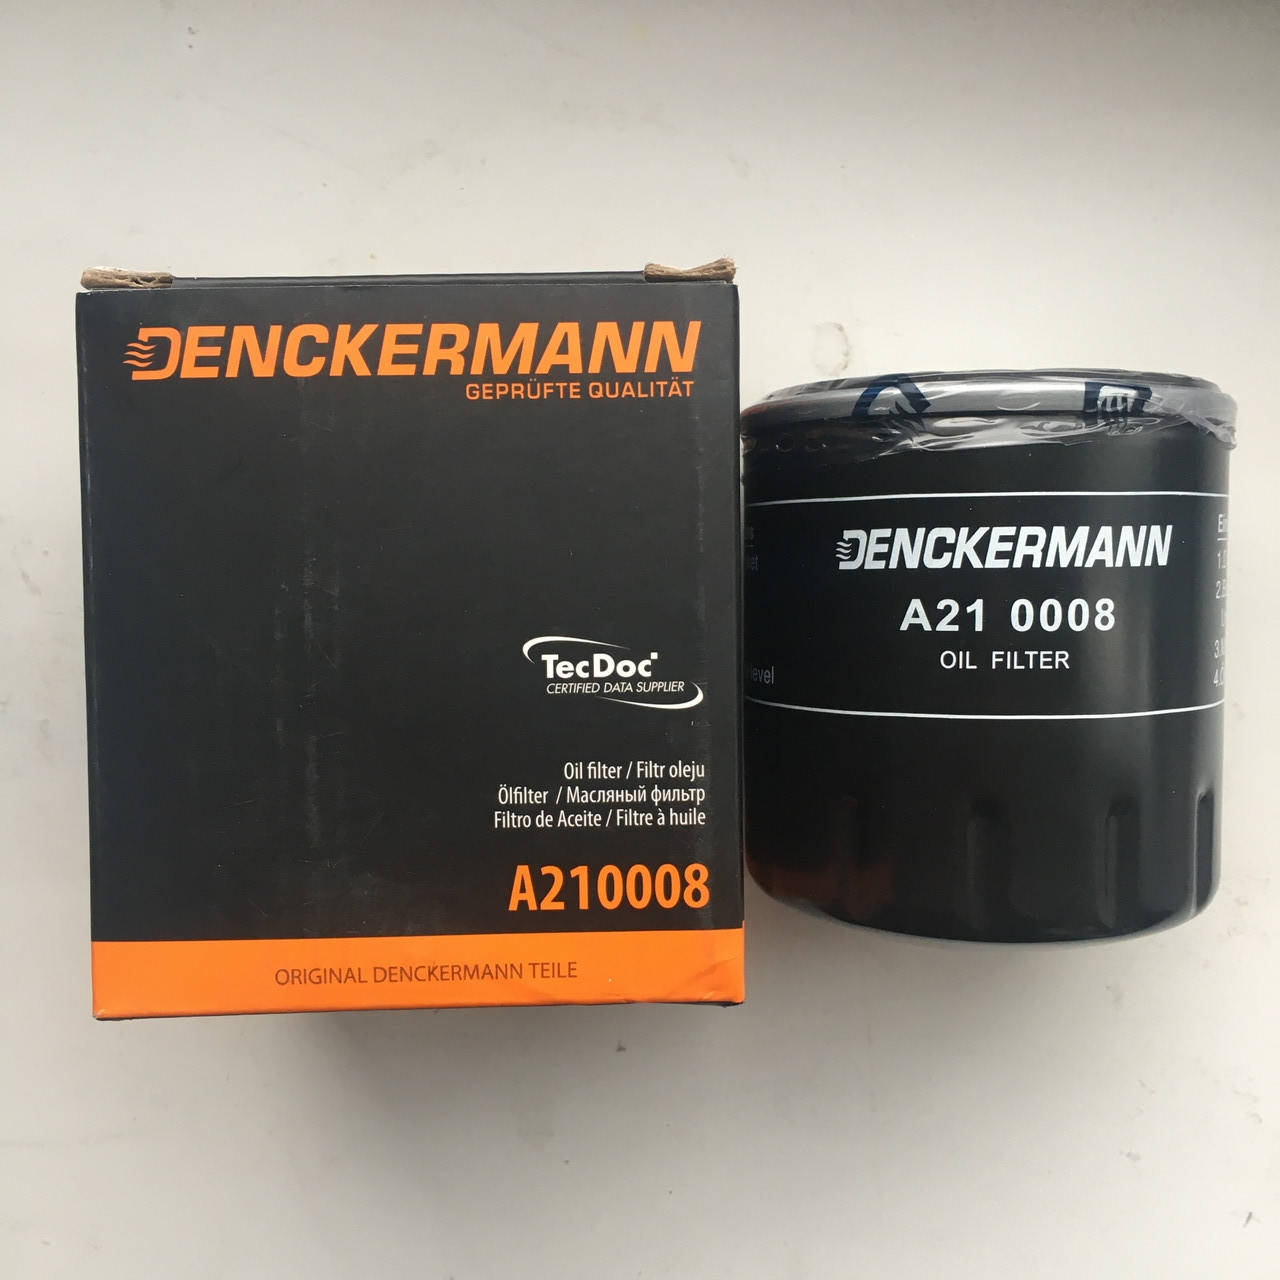 DENCKERMANN
GEPRÜFTE QUALITÄT
TecDoc
CERTIFIED DATA SUPPLIER
Oil filter / Filtr oleju
Ölfilter / Масляный фильтр
Filtro de Aceite / Filtre à huile
A210008
ORIGINAL DENCKERMANN TEILE
DENCKERMANN
A21 0008
OIL FILTER
level